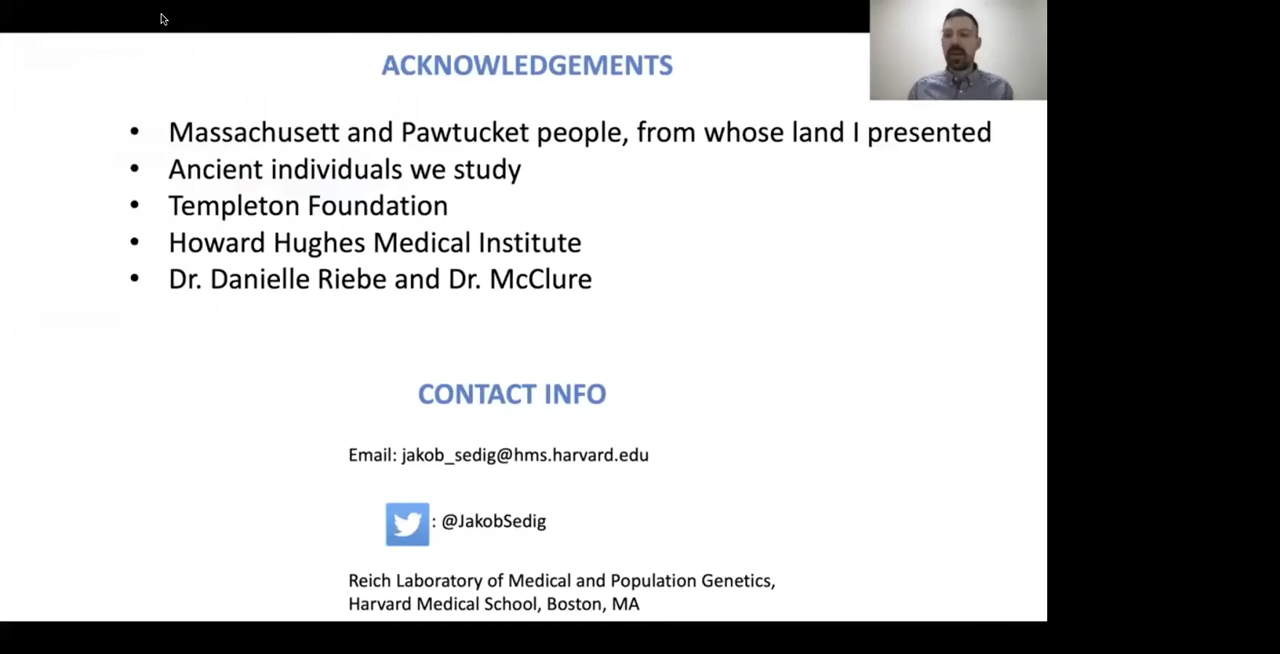 ACKNOWLEDGEMENTS
• Massachusett and Pawtucket people, from whose land I presented
• Ancient individuals we study
• Templeton Foundation
• Howard Hughes Medical Institute
• Dr. Danielle Riebe and Dr. McClure
CONTACT INFO
Email: jakob_sedig@hms.harvard.edu
: @JakobSedig
Reich Laboratory of Medical and Population Genetics,
Harvard Medical School, Boston, MA